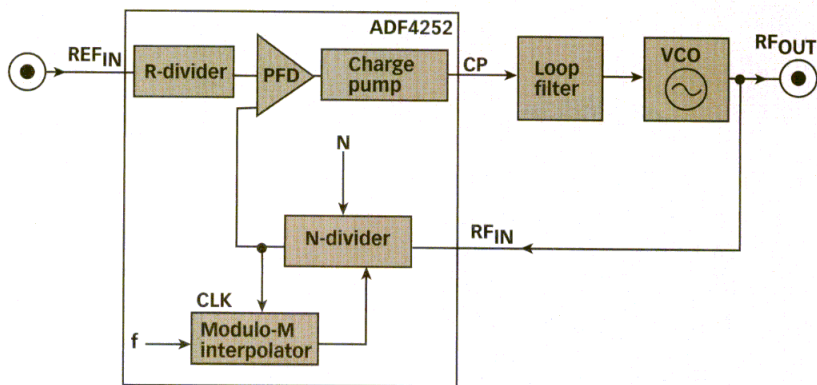 ADF4252
REFIN
R-divider
PFD
Charge
pump
CP
Loop
filter
VCO
RFOUT
N
N-divider
RFIN
CLK
f
Modulo-M
interpolator